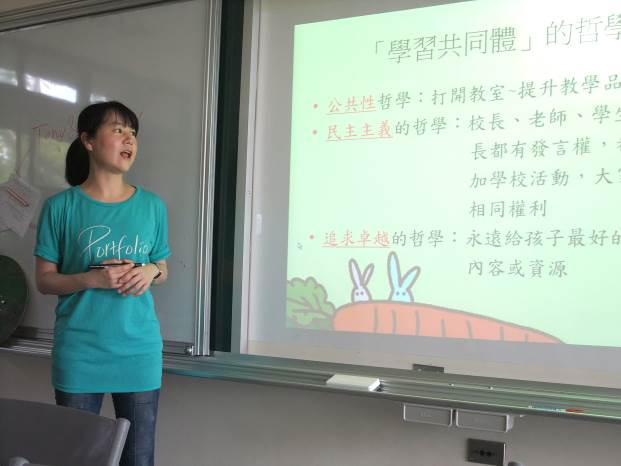 「學習共同體」的哲學
• 公共性哲學：打開教室~提升教學品
• 民主主義的哲學：校長、老師、學生
長都有發言權，
加學校活動，大
相同權利
• 追求卓越的哲學：永遠給孩子最好的
內容或資源
Portfolio